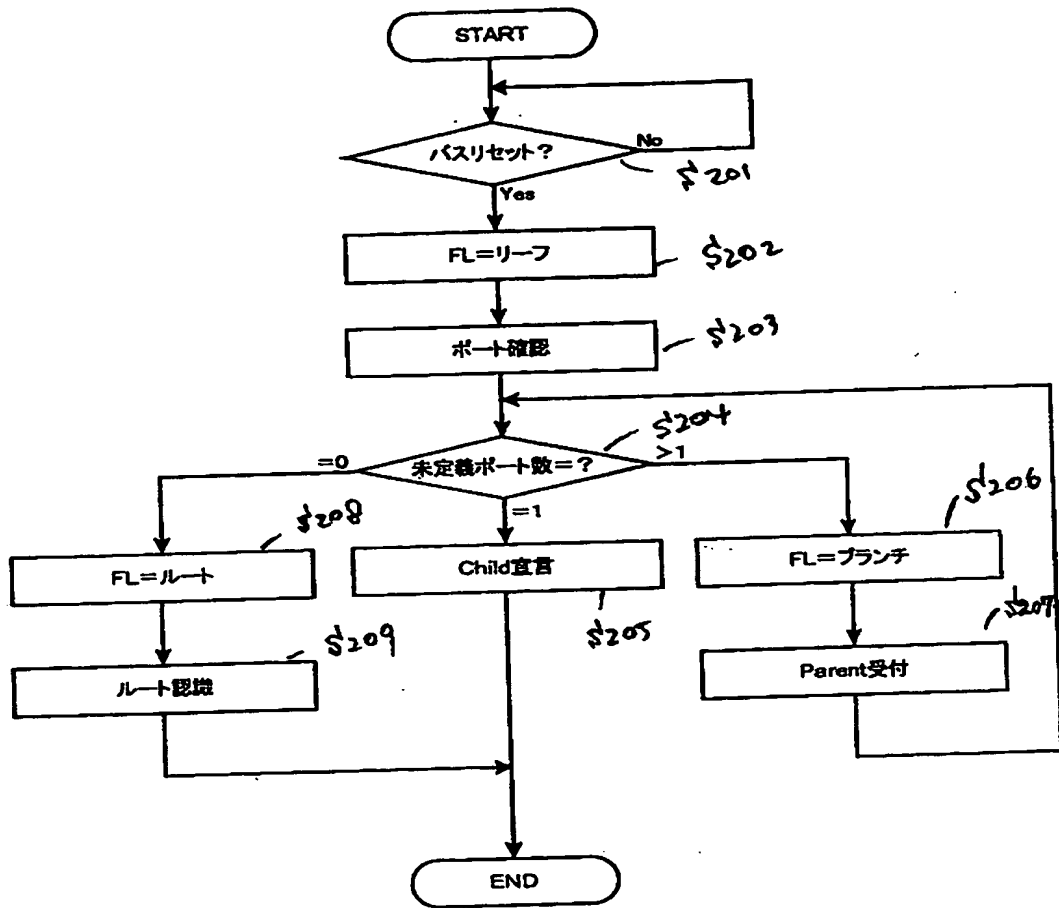 START
バスリセット?
No
S201
Yes
FL=リーフ
S202
ポート確認
S203
S204
未定義ポート数=?
=0
=1
>1
S208
FL=ルート
Child宣言
S205
S206
FL=ブランチ
S209
ルート認識
S207
Parent受付
END